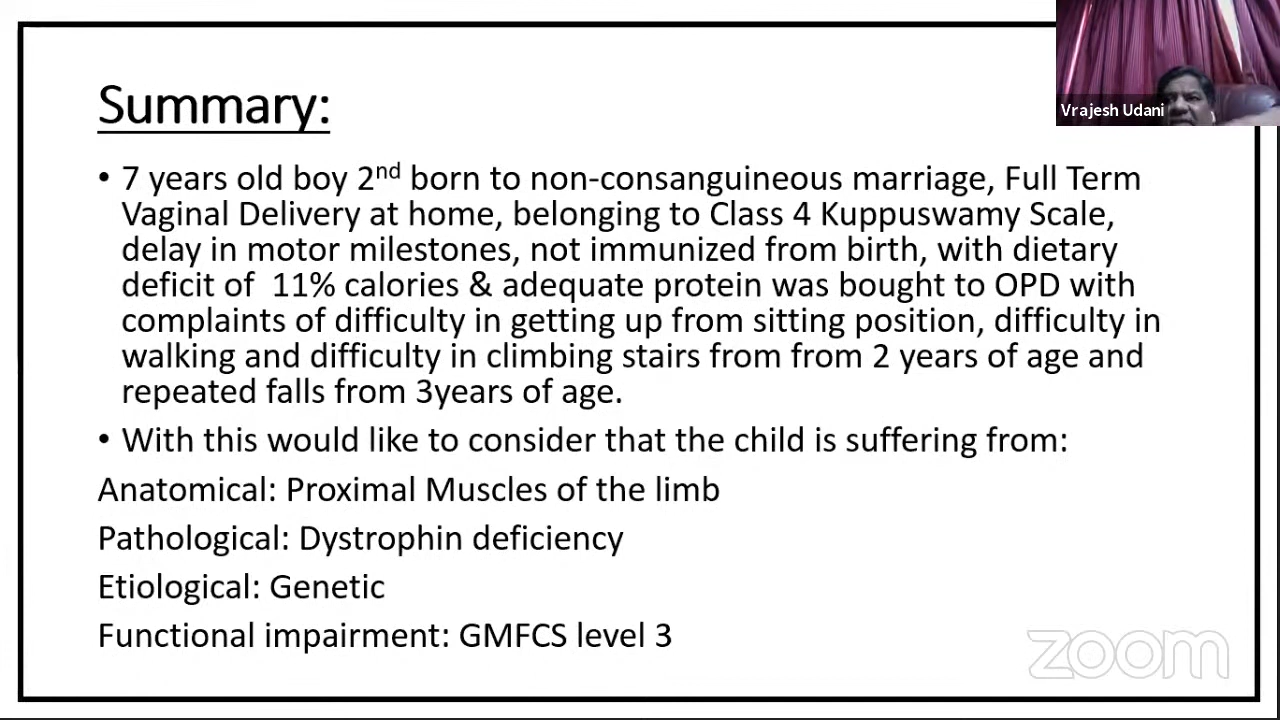 Summary:
Vrajesh Udani
• 7 years old boy 2nd born to non-consanguineous marriage, Full Term
Vaginal Delivery at home, belonging to Class 4 Kuppuswamy Scale,
delay in motor milestones, not immunized from birth, with dietary
deficit of  11% calories & adequate protein was bought to OPD with
complaints of difficulty in getting up from sitting position, difficulty in
walking and difficulty in climbing stairs from from 2 years of age and
repeated falls from 3years of age.
• With this would like to consider that the child is suffering from:
Anatomical: Proximal Muscles of the limb
Pathological: Dystrophin deficiency
Etiological: Genetic
Functional impairment: GMFCS level 3
zoom